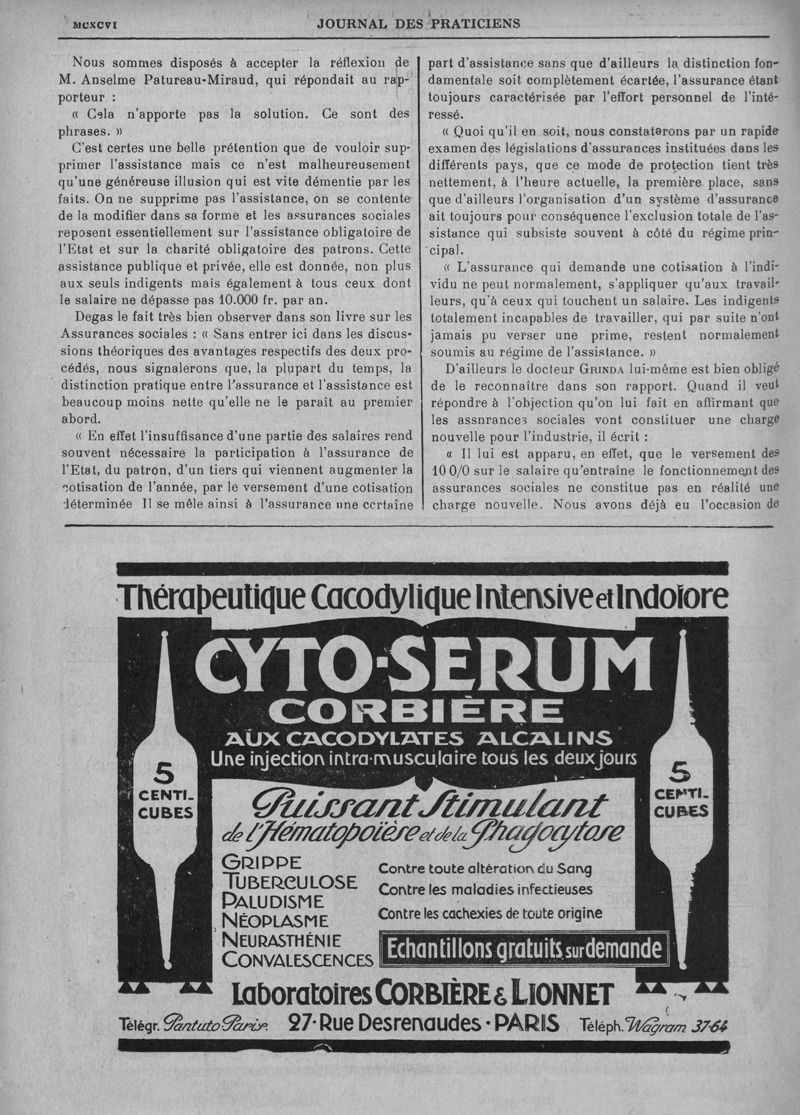 MCXCVI
JOURNAL DES PRATICIENS
Nous sommes disposés à accepter la réflexion de
M. Anselme Patureau-Miraud, qui répondait au rap-
porteur :
« Cela n'apporte pas la solution. Ce sont des
phrases. »
C'est certes une belle prétention que de vouloir sup-
primer l'assistance mais ce n'est malheureusement
qu'une généreuse illusion qui est vite démentie par les
faits. On ne supprime pas l'assistance, on se contente
de la modifier dans sa forme et les assurances sociales
reposent essentiellement sur l'assistance obligatoire de
l'Etat et sur la charité obligatoire des patrons. Cette
assistance publique et privée, elle est donnée, non plus
aux seuls indigents mais également à tous ceux dont
le salaire ne dépasse pas 10.000 fr. par an.
Degas le fait très bien observer dans son livre sur les
Assurances sociales : « Sans entrer ici dans les discus-
sions théoriques des avantages respectifs des deux pro-
cédés, nous signalerons que, la plupart du temps, la
distinction pratique entre l'assurance et l'assistance est
beaucoup moins nette qu'elle ne le paraît au premier
abord.
« En effet l'insuffisance d'une partie des salaires rend
souvent nécessaire la participation à l'assurance de
l'Etat, du patron, d'un tiers qui viennent augmenter la
cotisation de l'année, par le versement d'une cotisation
déterminée Il se mêle ainsi à l'assurance une certaine
part d'assistance sans que d'ailleurs la distinction fon-
damentale soit complètement écartée, l'assurance étant
toujours caractérisée par l'effort personnel de l'inté-
ressé.
« Quoi qu'il en soit, nous constaterons par un rapide
examen des législations d'assurances instituées dans les
différents pays, que ce mode de protection tient très
nettement, à l'heure actuelle, la première place, sans
que d'ailleurs l'organisation d'un système d'assurance
ait toujours pour conséquence l'exclusion totale de l'as-
sistance qui subsiste souvent à côté du régime prin-
cipal.
« L'assurance qui demande une cotisation à l'indi-
vidu ne peut normalement, s'appliquer qu'aux travail-
leurs, qu'à ceux qui touchent un salaire. Les indigents
totalement incapables de travailler, qui par suite n'ont
jamais pu verser une prime, restent normalement
soumis au régime de l'assistance. »
D'ailleurs le docteur GRINDA lui-même est bien obligé
de le reconnaître dans son rapport. Quand il veut
répondre à l'objection qu'on lui fait en affirmant que
les assnrances sociales vont constituer une charge
nouvelle pour l'industrie, il écrit :
« Il lui est apparu, en effet, que le versement des
10 0/0 sur le salaire qu'entraîne le fonctionnement des
assurances sociales ne constitue pas en réalité une
charge nouvelle. Nous avons déjà eu l'occasion de
Thérapeutique Cacodylique Intensive et Indolore
CYTO-SERUM
CORBIÈRE
AUX CACODYLATES ALCALINS
Une injection intra-musculaire tous les deux jours
5
CENTI-
CUBES
5
CENTI-
CUBES
Puissant Stimulant
de l'Hématopoïèse et de la Phagocytose
GRIPPE
TUBERCULOSE
PALUDISME
NÉOPLASME
NEURASTHÉNIE
CONVALESCENCES
Contre toute altération du Sang
Contre les maladies infectieuses
Contre les cachexies de toute origine
Echantillons gratuits sur demande
Laboratoires CORBIÈRE & LIONNET
Télégr. Pantuto Paris. 27·Rue Desrenaudes·PARIS Téléph. Wagram 37-64